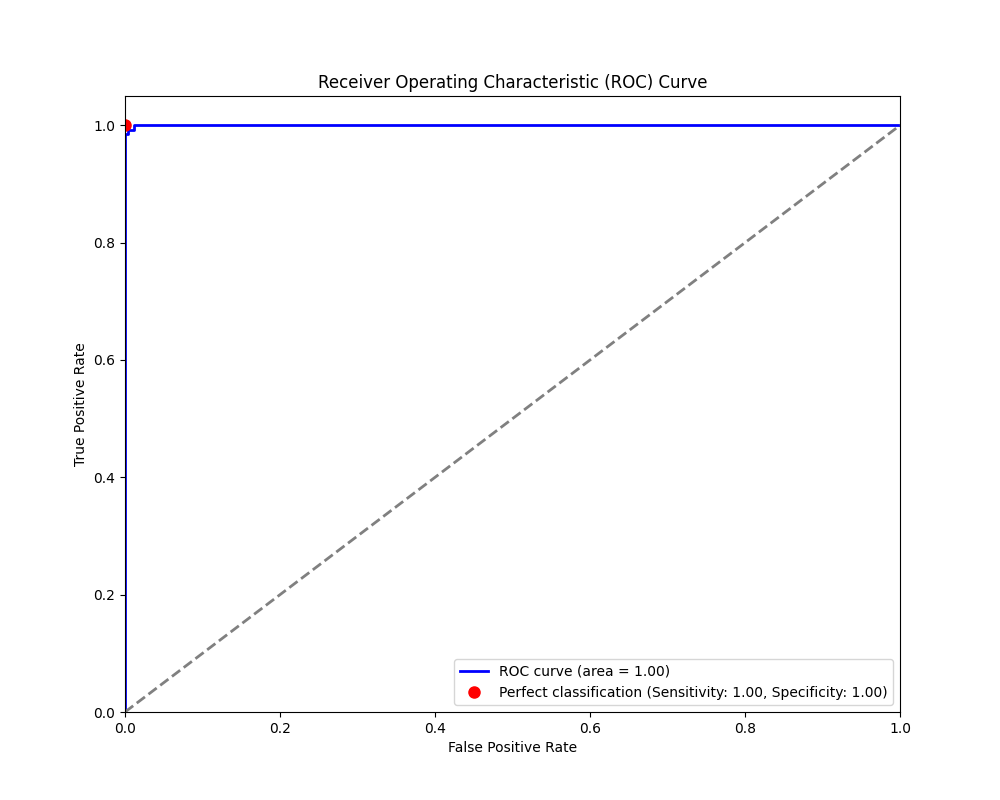 Receiver Operating Characteristic (ROC) Curve
True Positive Rate
1.0
0.8
0.6
0.4
0.2
0.0
0.0 0.2 0.4 0.6 0.8 1.0
False Positive Rate
ROC curve (area = 1.00)
Perfect classification (Sensitivity: 1.00, Specificity: 1.00)